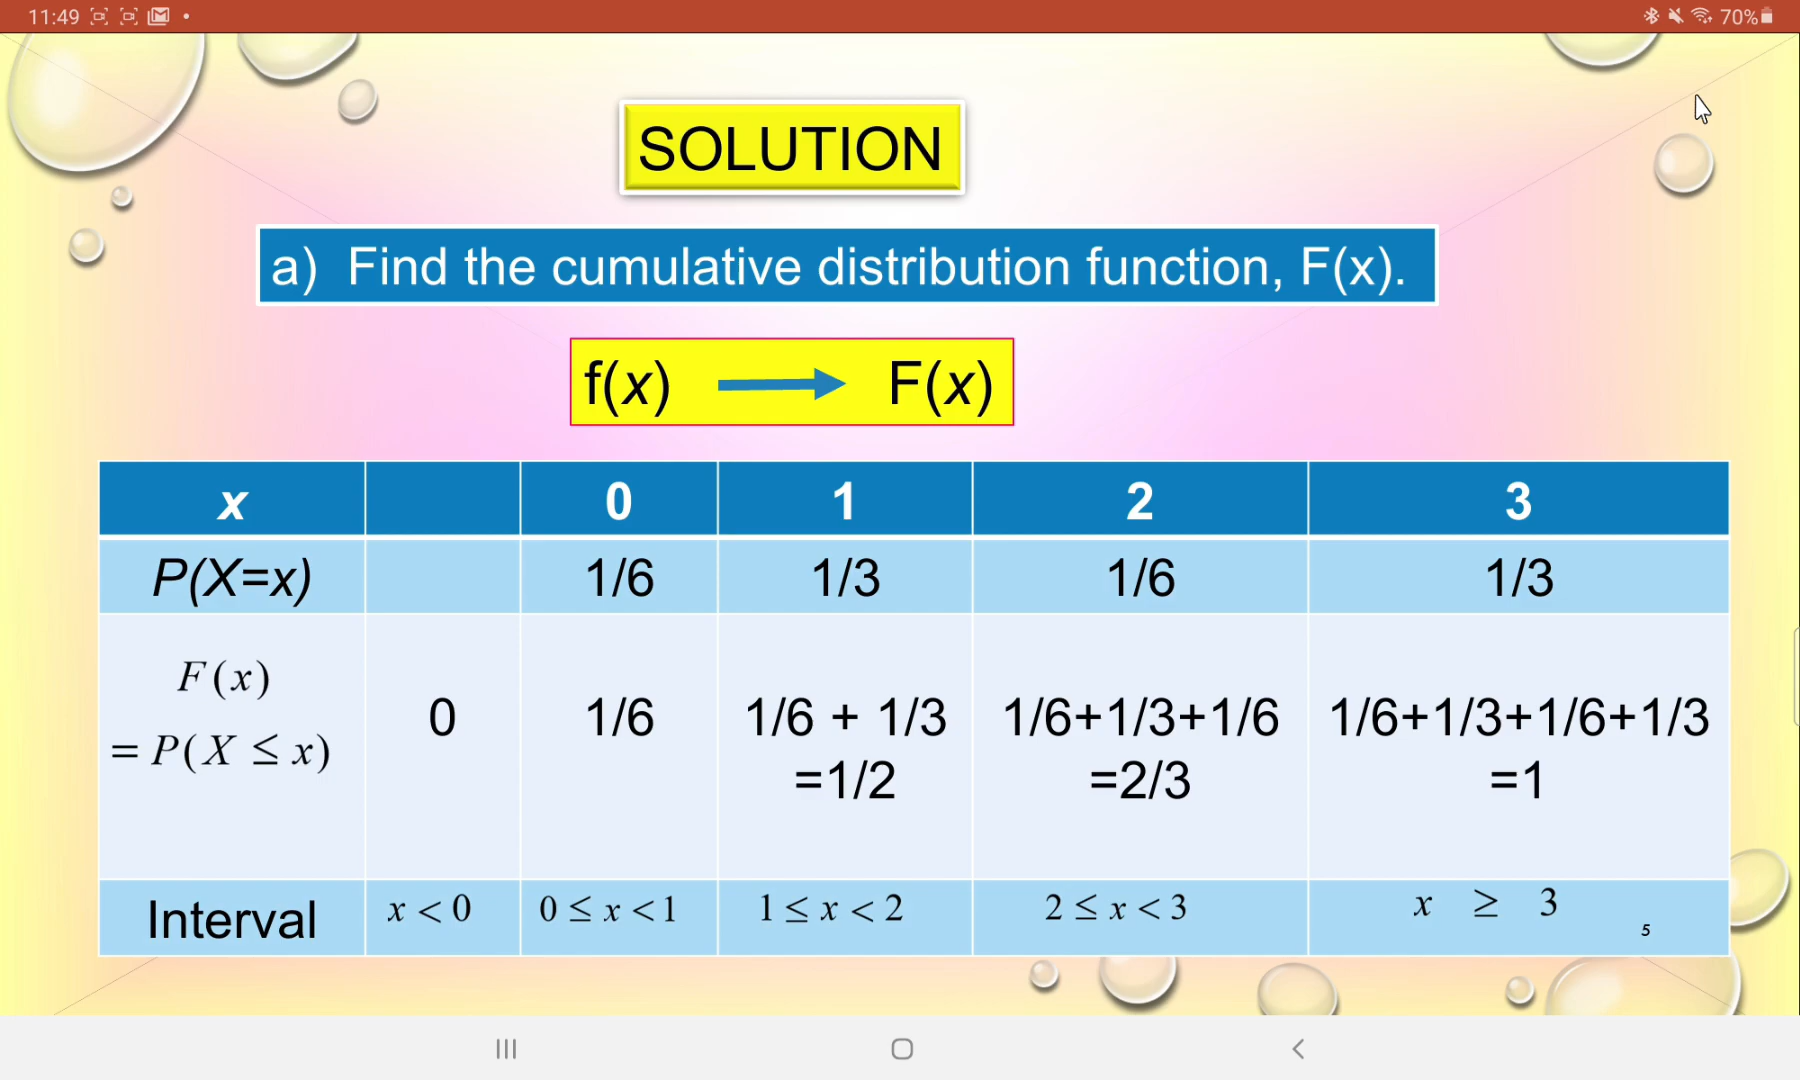 11:49 70%
SOLUTION
a) Find the cumulative distribution function, F(x).
f(x) F(x)
x 0 1 2 3
P(X=x) 1/6 1/3 1/6 1/3
F(x)
= P(X ≤ x)
0
1/6
1/6 + 1/3
=1/2
1/6+1/3+1/6
=2/3
1/6+1/3+1/6+1/3
=1
Interval x < 0 0 ≤ x < 1 1 ≤ x < 2 2 ≤ x < 3 x ≥ 3
5